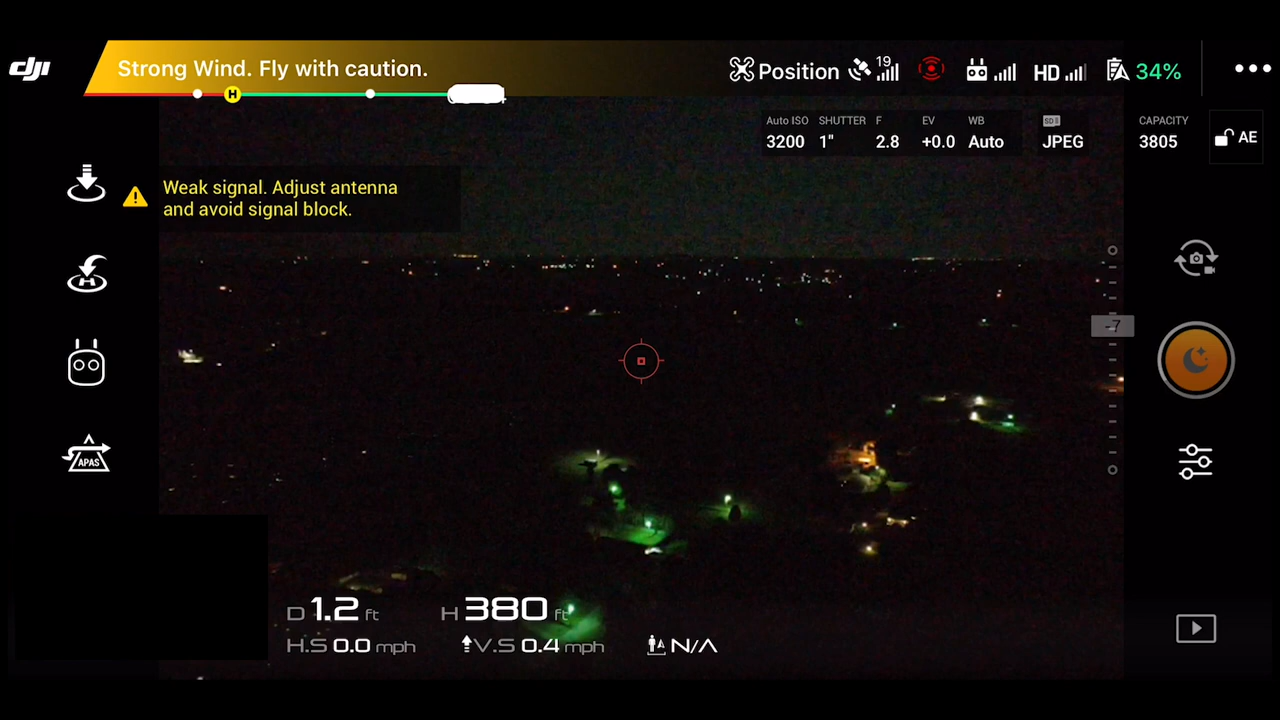 dji
Strong Wind. Fly with caution.
H
Position
19
HD
34%
Auto ISO SHUTTER F EV WB
3200 1" 2.8 +0.0 Auto
SD
JPEG
CAPACITY
3805
AE
Weak signal. Adjust antenna
and avoid signal block.
H
-7
APAS
D 1.2 ft H 380 ft
H.S 0.0 mph V.S 0.4 mph N/A